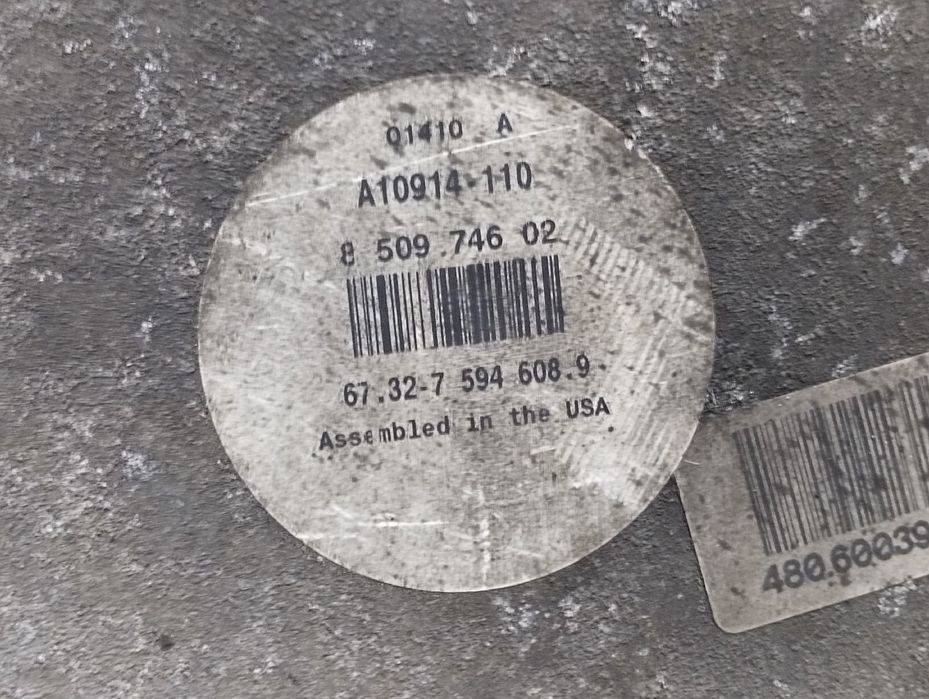 01410 A
A10914-110
8 509 746 02
67.32-7 594 608.9
Assembled in the USA
480.60039